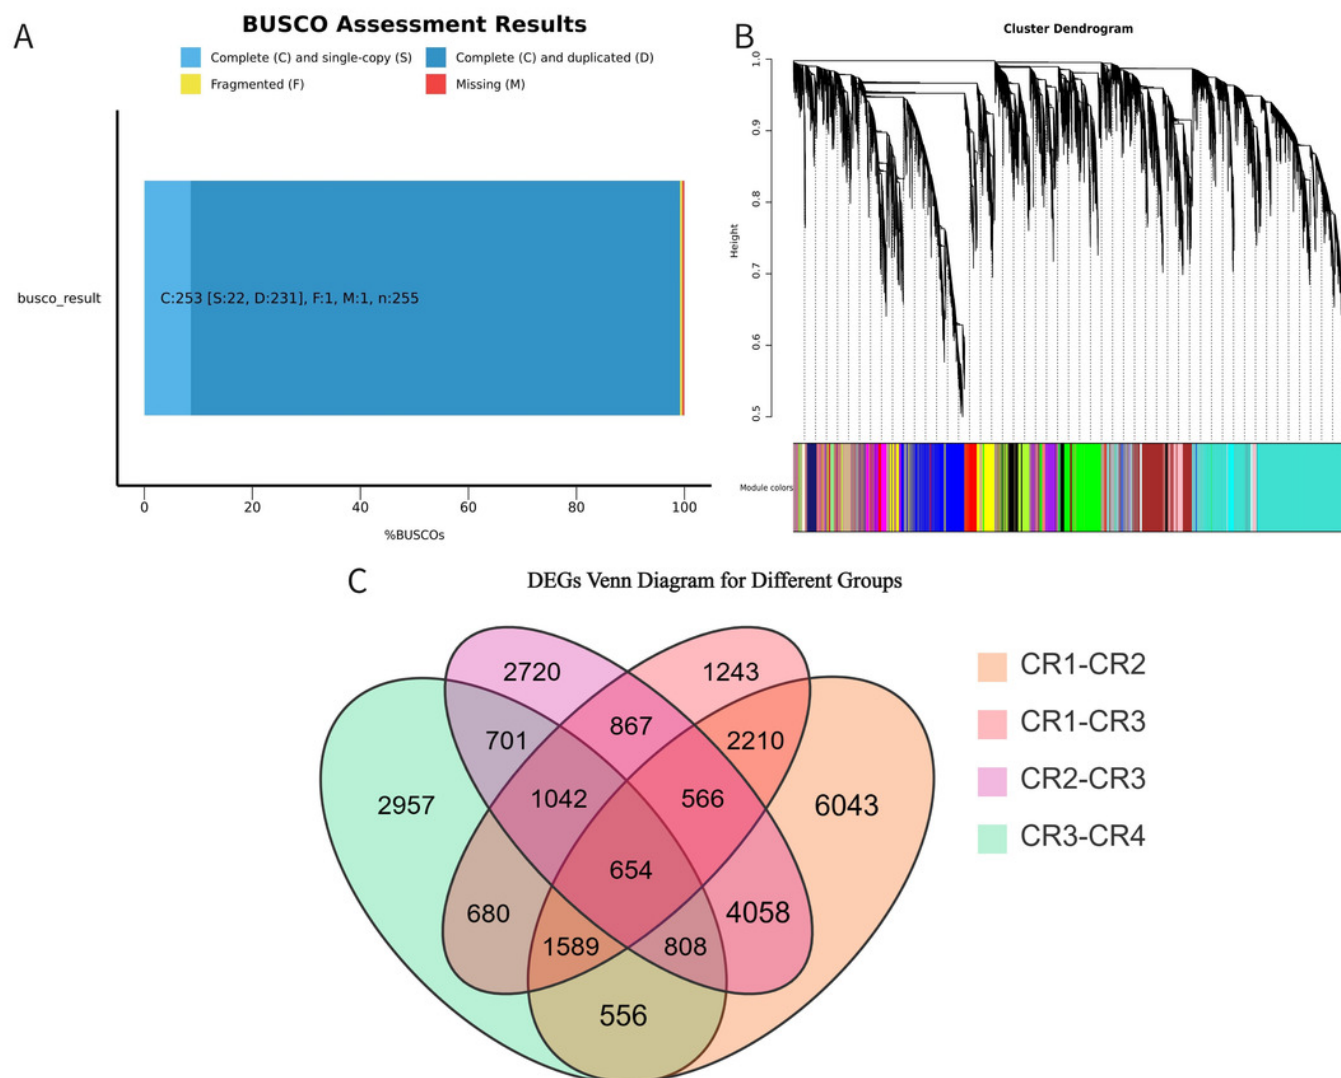 A
BUSCO Assessment Results
Complete (C) and single-copy (S)
Complete (C) and duplicated (D)
Fragmented (F)
Missing (M)
busco_result
C:253 [S:22, D:231], F:1, M:1, n:255
0 20 40 60 80 100
%BUSCOs
B
Cluster Dendrogram
Height
1.0
0.9
0.8
0.7
0.6
0.5
Module colors
C
DEGs Venn Diagram for Different Groups
2720
1243
867
701
2210
2957
1042
566
6043
654
680
4058
1589
808
556
CR1-CR2
CR1-CR3
CR2-CR3
CR3-CR4